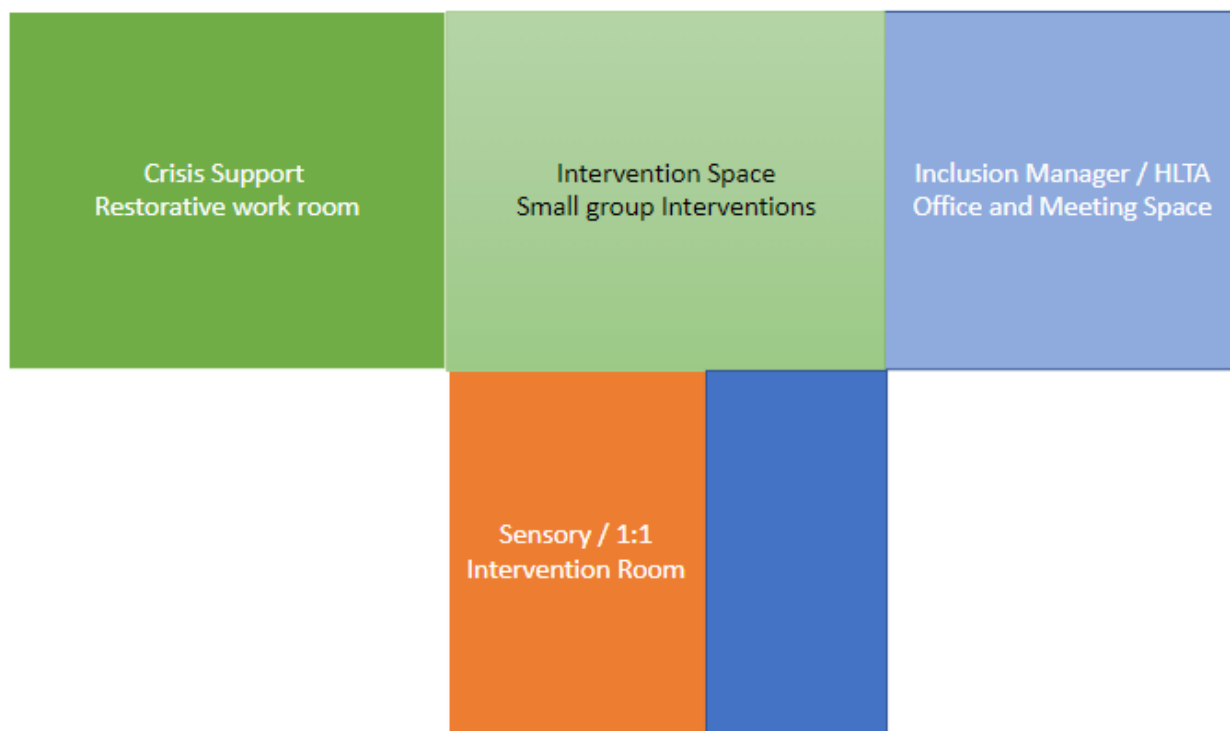 Crisis Support
Restorative work room
Intervention Space
Small group Interventions
Inclusion Manager / HLTA
Office and Meeting Space
Sensory / 1:1
Intervention Room